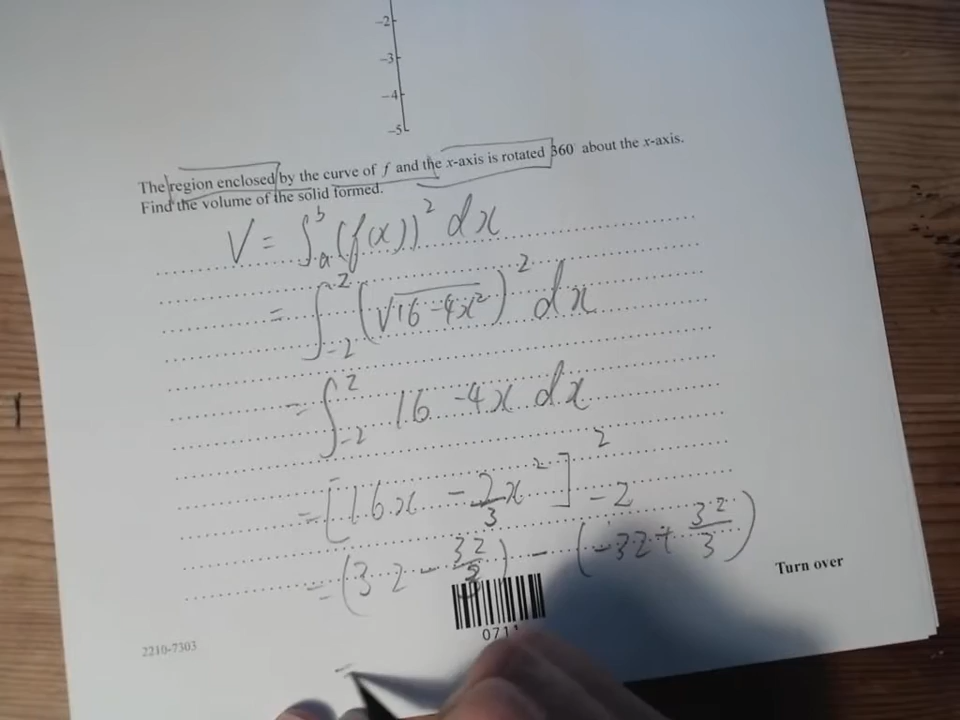 -2
-3
-4
-5
The region enclosed by the curve of f and the x-axis is rotated 360° about the x-axis.
Find the volume of the solid formed.
V = ∫_a^b (f(x))² dx
= ∫_-2^2 (√16-4x²)² dx
= ∫_-2^2 16-4x dx
= [16x - 2/3 x²]_-2^2
= (32 - 32/3) - (-32 + 32/3)
Turn over
2210-7303
=